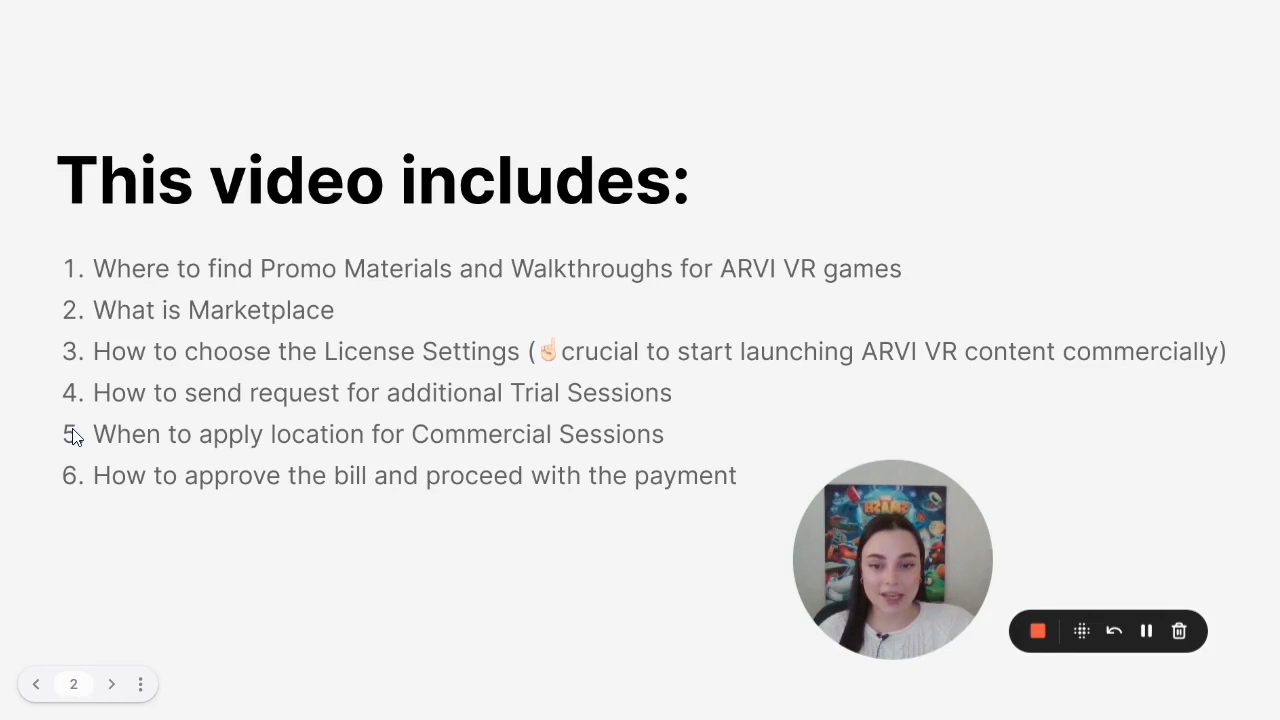 This video includes:
1. Where to find Promo Materials and Walkthroughs for ARVI VR games
2. What is Marketplace
3. How to choose the License Settings (☝🏻crucial to start launching ARVI VR content commercially)
4. How to send request for additional Trial Sessions
5. When to apply location for Commercial Sessions
6. How to approve the bill and proceed with the payment
2